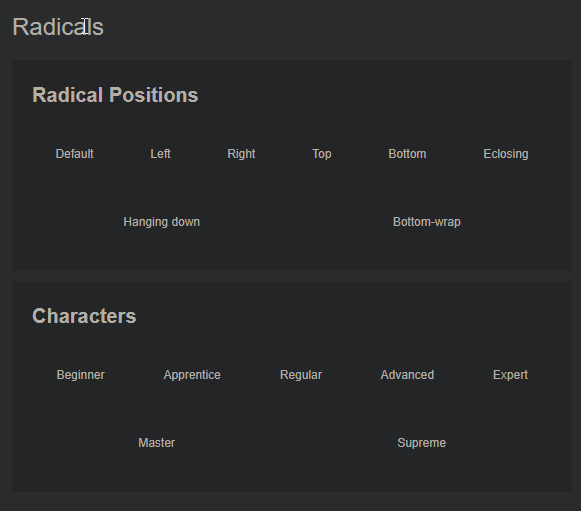 Radicals
Radical Positions
Default Left Right Top Bottom Eclosing
Hanging down Bottom-wrap
Characters
Beginner Apprentice Regular Advanced Expert
Master Supreme